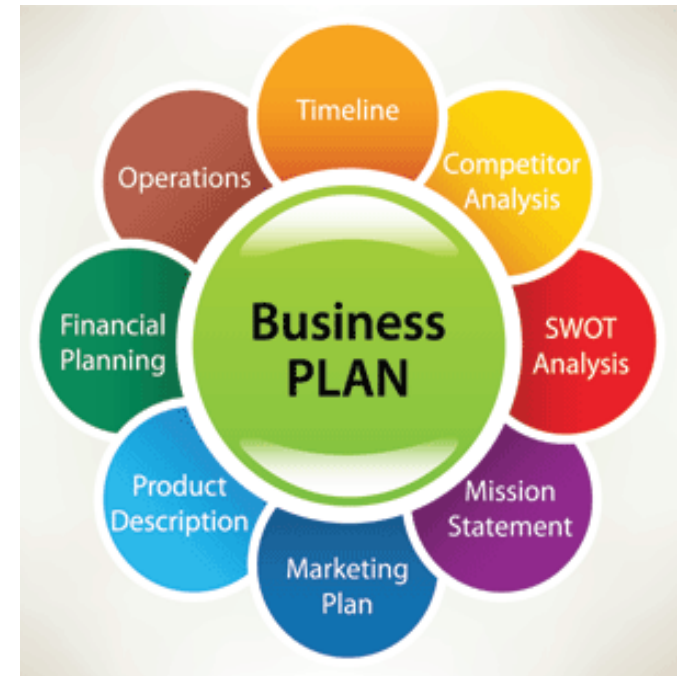 Timeline
Competitor
Analysis
SWOT
Analysis
Mission
Statement
Marketing
Plan
Product
Description
Financial
Planning
Operations
Business
PLAN